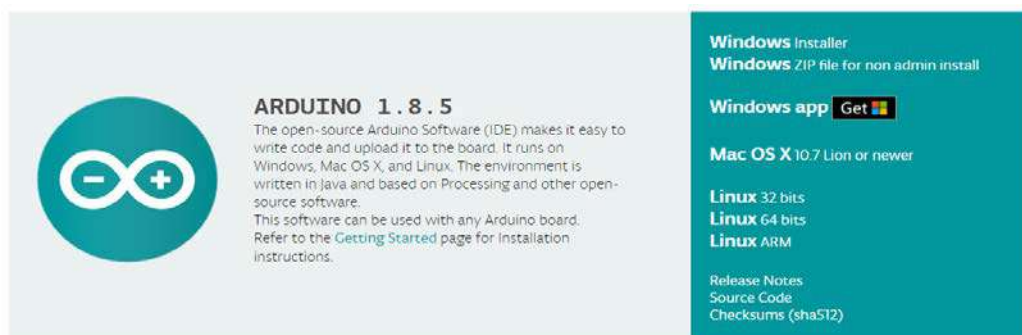 ARDUINO 1.8.5
The open-source Arduino Software (IDE) makes it easy to
write code and upload it to the board. It runs on
Windows, Mac OS X, and Linux. The environment is
written in Java and based on Processing and other open-
source software.
This software can be used with any Arduino board.
Refer to the Getting Started page for Installation
instructions.
Windows Installer
Windows ZIP file for non admin install
Windows app Get
Mac OS X 10.7 Lion or newer
Linux 32 bits
Linux 64 bits
Linux ARM
Release Notes
Source Code
Checksums (sha512)